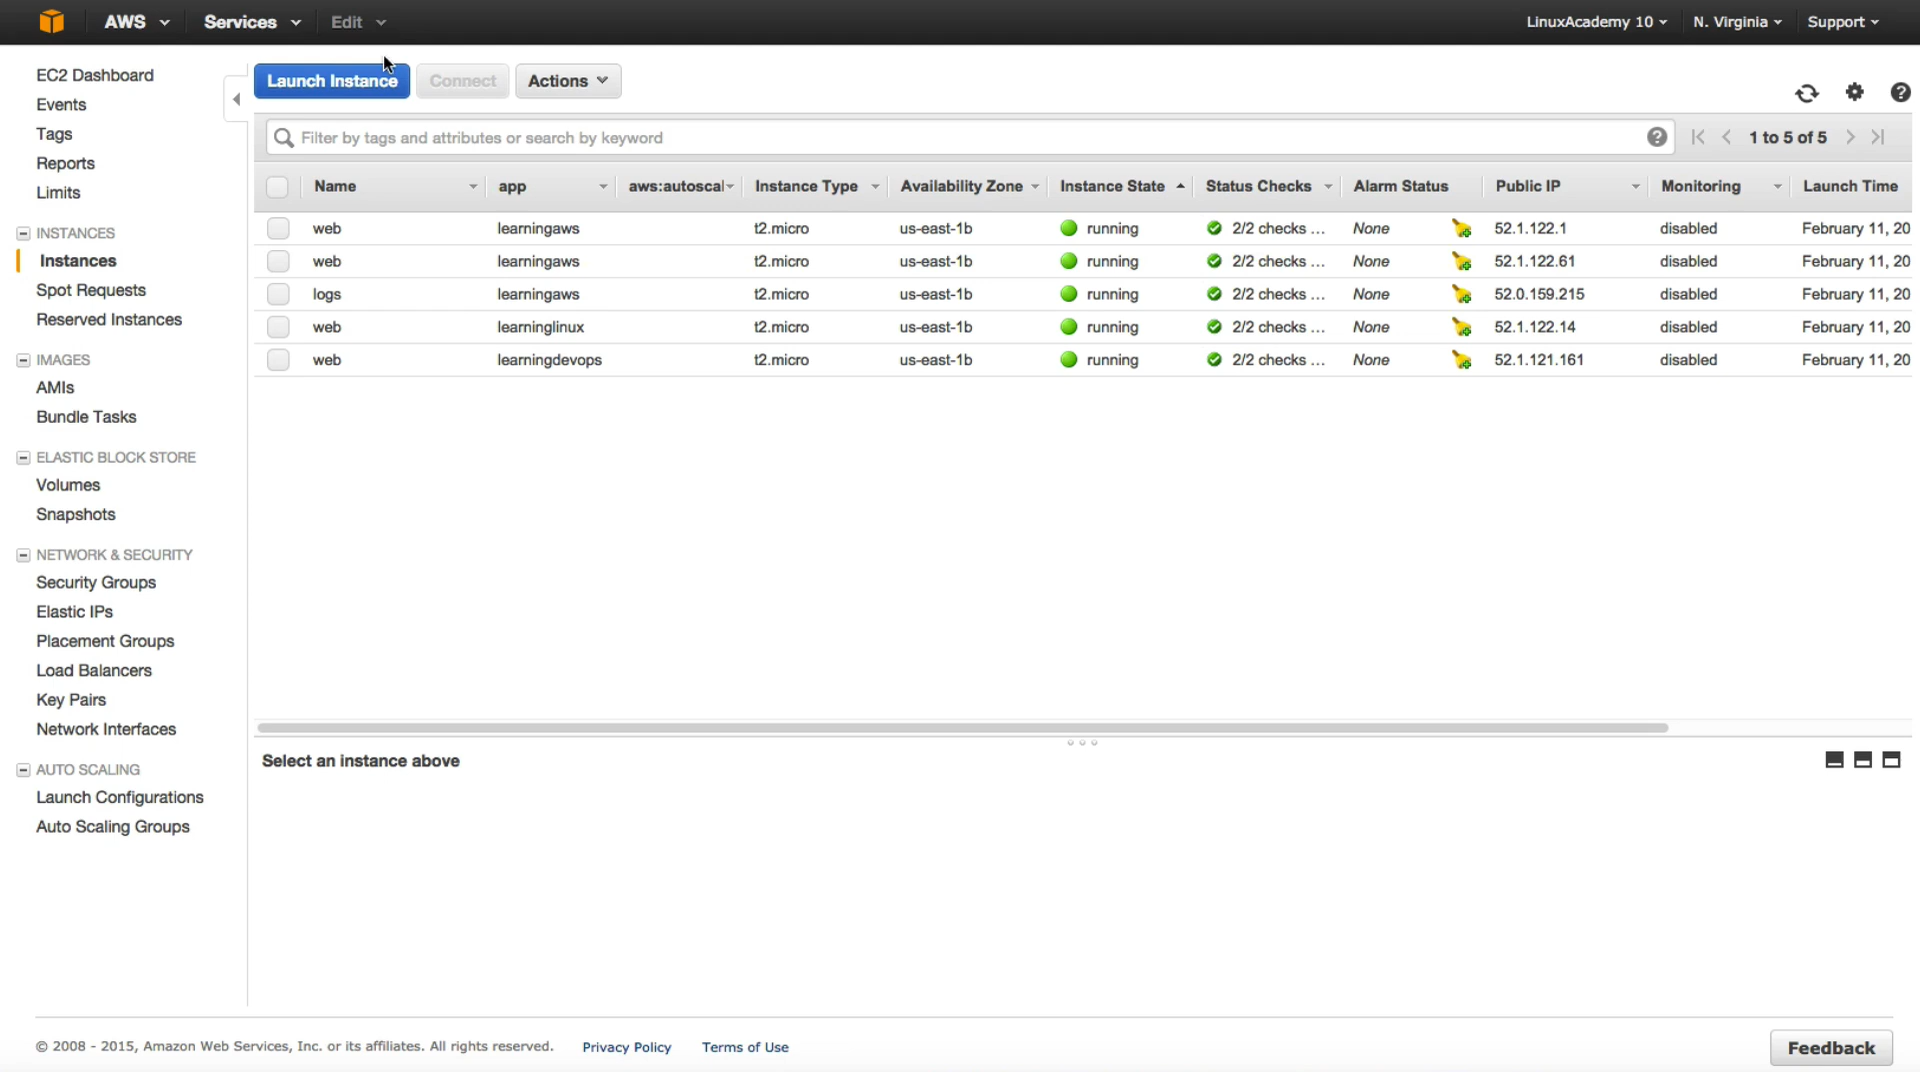 AWS Services Edit LinuxAcademy 10 N. Virginia Support
EC2 Dashboard
Events
Tags
Reports
Limits
INSTANCES
Instances
Spot Requests
Reserved Instances
IMAGES
AMIs
Bundle Tasks
ELASTIC BLOCK STORE
Volumes
Snapshots
NETWORK & SECURITY
Security Groups
Elastic IPs
Placement Groups
Load Balancers
Key Pairs
Network Interfaces
AUTO SCALING
Launch Configurations
Auto Scaling Groups
Launch Instance Connect Actions
Filter by tags and attributes or search by keyword 1 to 5 of 5
Name app aws:autoscal Instance Type Availability Zone Instance State Status Checks Alarm Status Public IP Monitoring Launch Time
web learningaws t2.micro us-east-1b running 2/2 checks ... None 52.1.122.1 disabled February 11, 20
web learningaws t2.micro us-east-1b running 2/2 checks ... None 52.1.122.61 disabled February 11, 20
logs learningaws t2.micro us-east-1b running 2/2 checks ... None 52.0.159.215 disabled February 11, 20
web learninglinux t2.micro us-east-1b running 2/2 checks ... None 52.1.122.14 disabled February 11, 20
web learningdevops t2.micro us-east-1b running 2/2 checks ... None 52.1.121.161 disabled February 11, 20
Select an instance above
© 2008 - 2015, Amazon Web Services, Inc. or its affiliates. All rights reserved. Privacy Policy Terms of Use Feedback